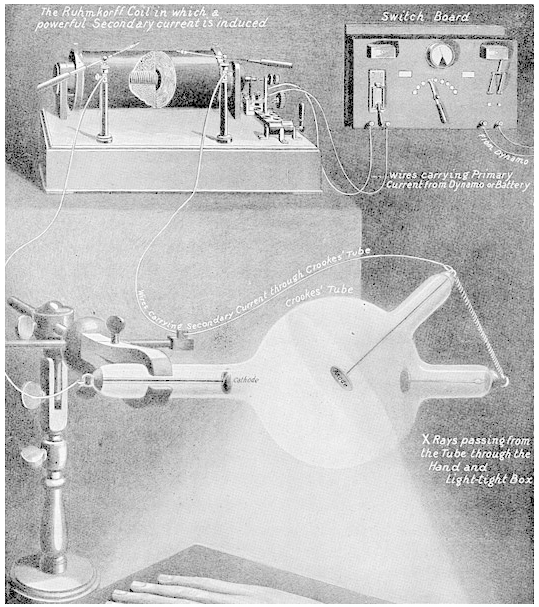 The Ruhmkorff Coil in which a
powerful Secondary current is induced
Switch Board
From Dynamo
wires carrying Primary
Current from Dynamo or Battery
Wire Carrying Secondary Current through Crookes' Tube
Crookes' Tube
Cathode
X Rays passing from
the Tube through the
Hand and
Light-tight Box